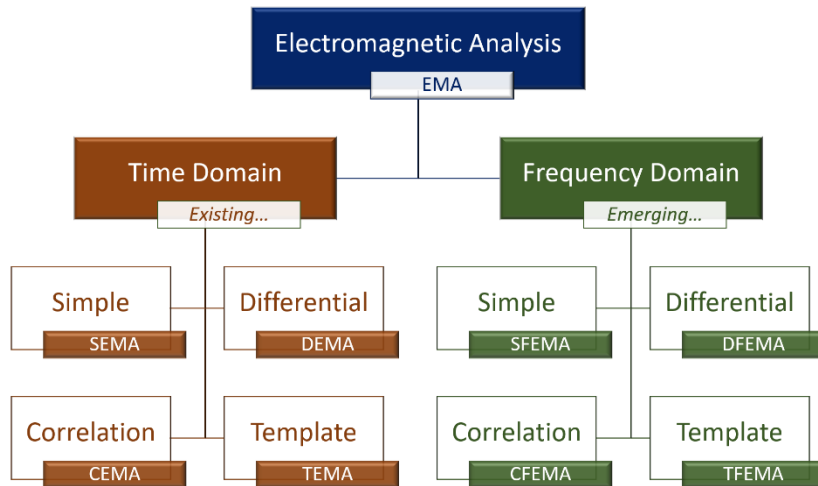 Electromagnetic Analysis
EMA
Time Domain
Existing...
Frequency Domain
Emerging...
Simple
SEMA
Differential
DEMA
Simple
SFEMA
Differential
DFEMA
Correlation
CEMA
Template
TEMA
Correlation
CFEMA
Template
TFEMA